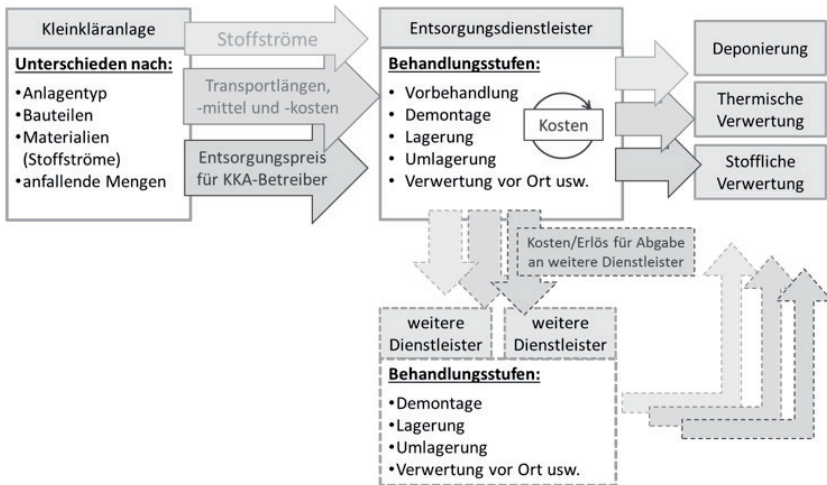 Kleinkläranlage
Unterschieden nach:
•Anlagentyp
•Bauteilen
•Materialien
(Stoffströme)
•anfallende Mengen
Stoffströme
Transportlängen,
-mittel und -kosten
Entsorgungspreis
für KKA-Betreiber
Entsorgungsdienstleister
Behandlungsstufen:
• Vorbehandlung
• Demontage
• Lagerung
• Umlagerung
• Verwertung vor Ort usw.
Kosten
Deponierung
Thermische
Verwertung
Stoffliche
Verwertung
Kosten/Erlös für Abgabe
an weitere Dienstleister
weitere
Dienstleister
weitere
Dienstleister
Behandlungsstufen:
•Demontage
•Lagerung
•Umlagerung
•Verwertung vor Ort usw.